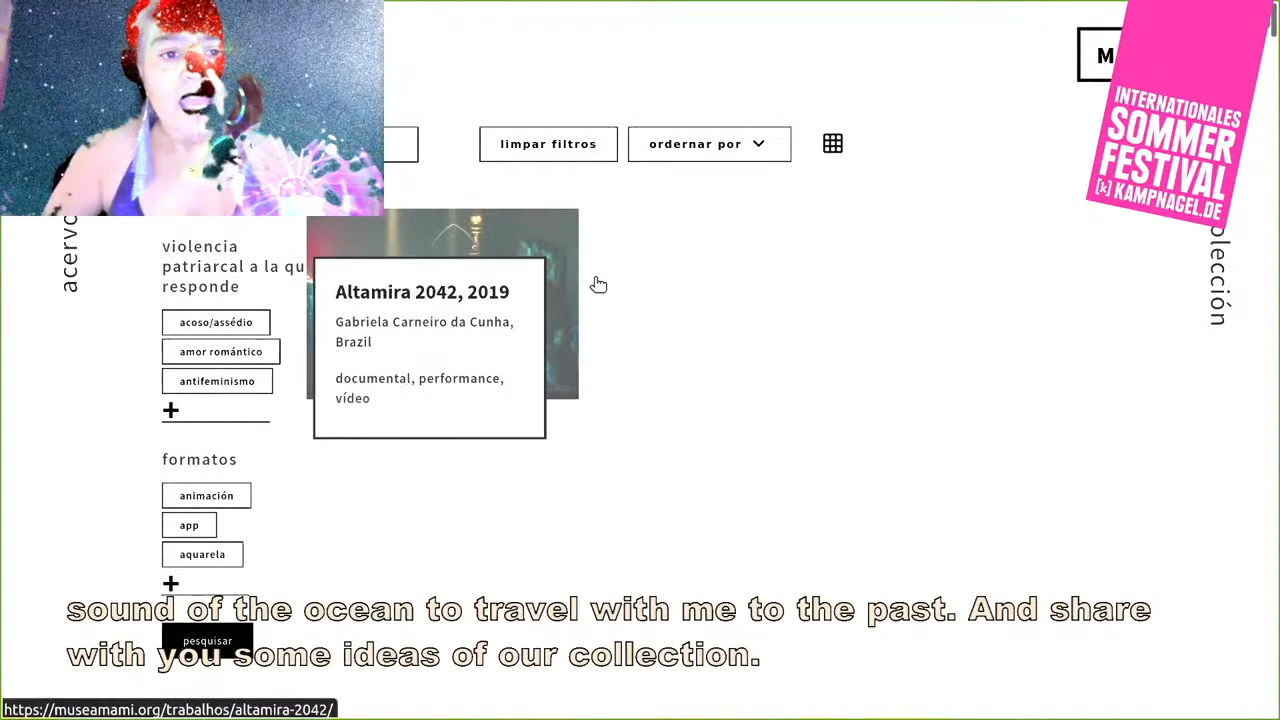 M
INTERNATIONALES
SOMMER
FESTIVAL
[k] KAMPNAGEL.DE
limpar filtros
ordernar por
acervo
olección
violencia
patriarcal a la qu
responde
acoso/assédio
amor romántico
antifeminismo
+
Altamira 2042, 2019
Gabriela Carneiro da Cunha,
Brazil
documental, performance,
vídeo
formatos
animación
app
aquarela
+
pesquisar
sound of the ocean to travel with me to the past. And share
with you some ideas of our collection.
https://museamami.org/trabalhos/altamira-2042/